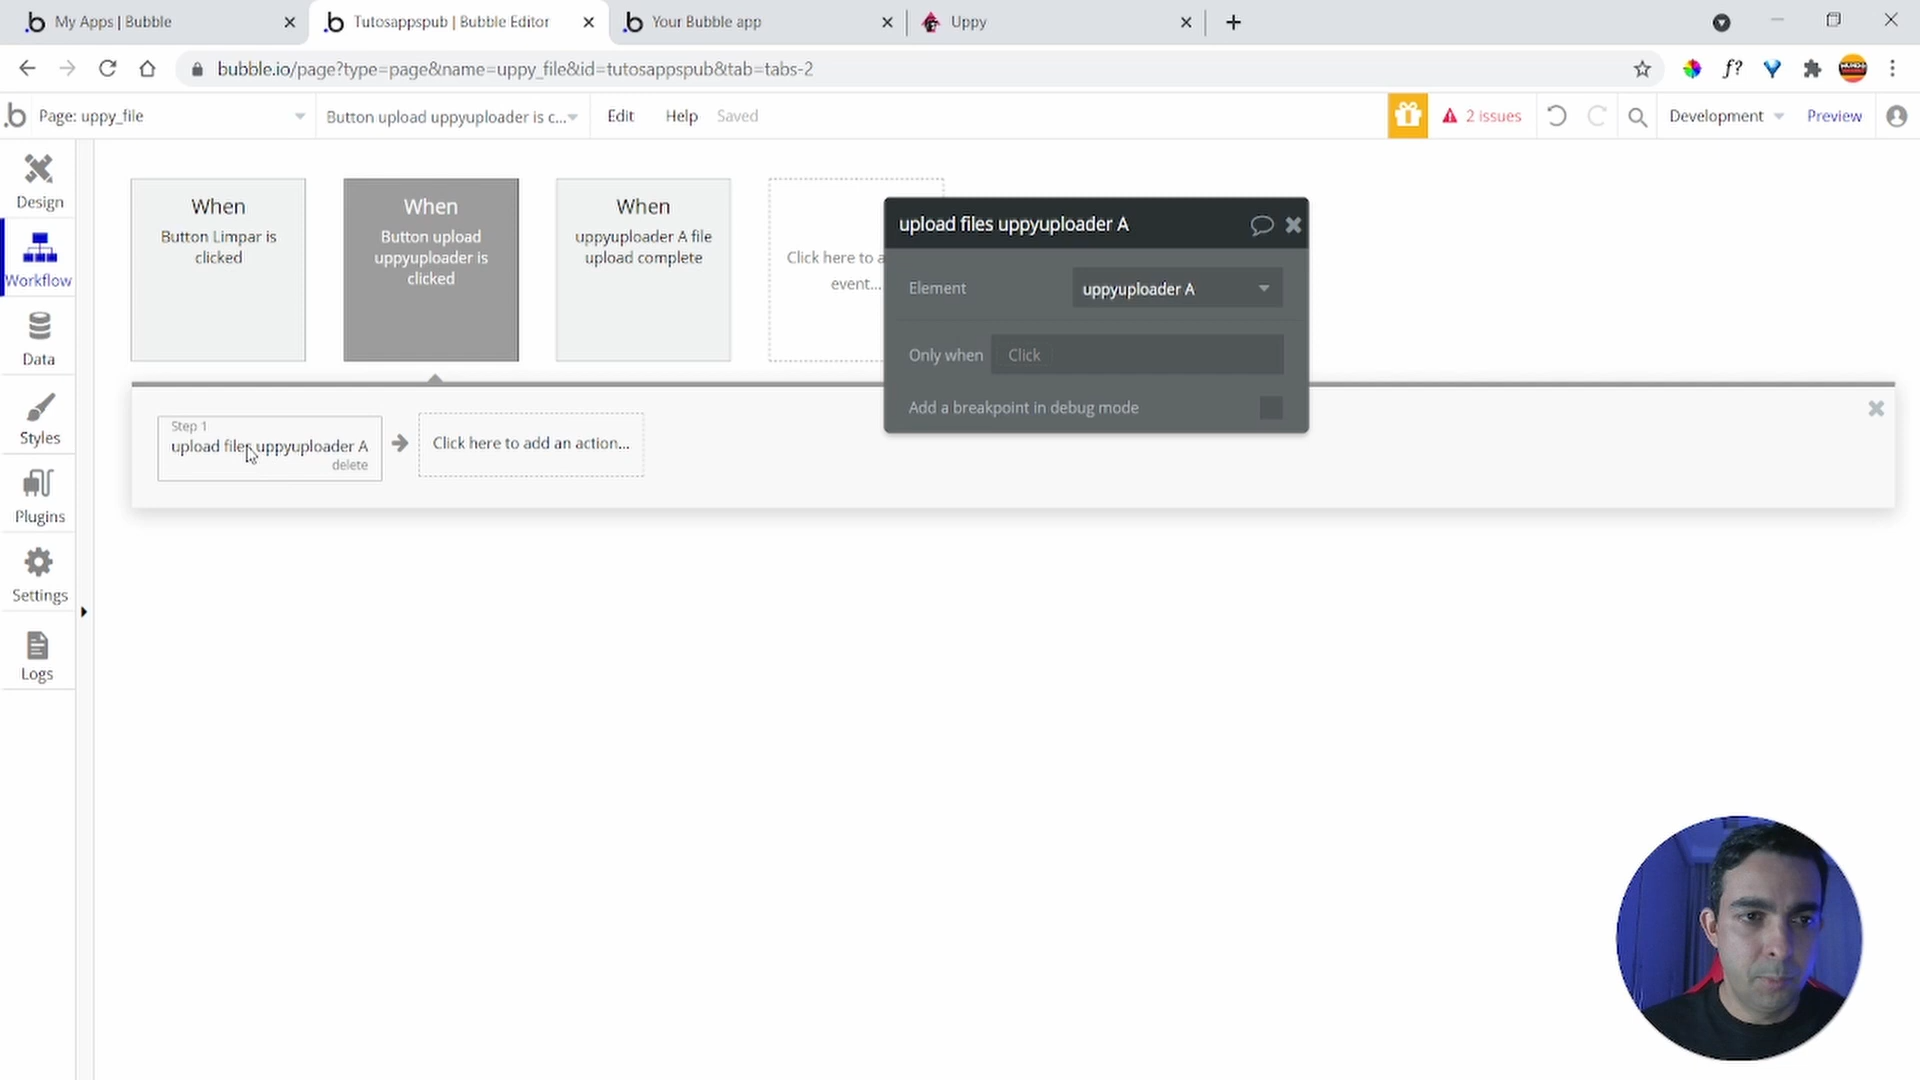 My Apps | Bubble
Tutosappspub | Bubble Editor
Your Bubble app
Uppy
bubble.io/page?type=page&name=uppy_file&id=tutosappspub&tab=tabs-2
f?
Page: uppy_file
Button upload uppyuploader is c...
Edit
Help
Saved
2 issues
Development
Preview
Design
Workflow
Data
Styles
Plugins
Settings
Logs
When
Button Limpar is
clicked
When
Button upload
uppyuploader is
clicked
When
uppyuploader A file
upload complete
Click here to a
event...
upload files uppyuploader A
Element
uppyuploader A
Only when
Click
Add a breakpoint in debug mode
Step 1
upload files uppyuploader A
delete
Click here to add an action...